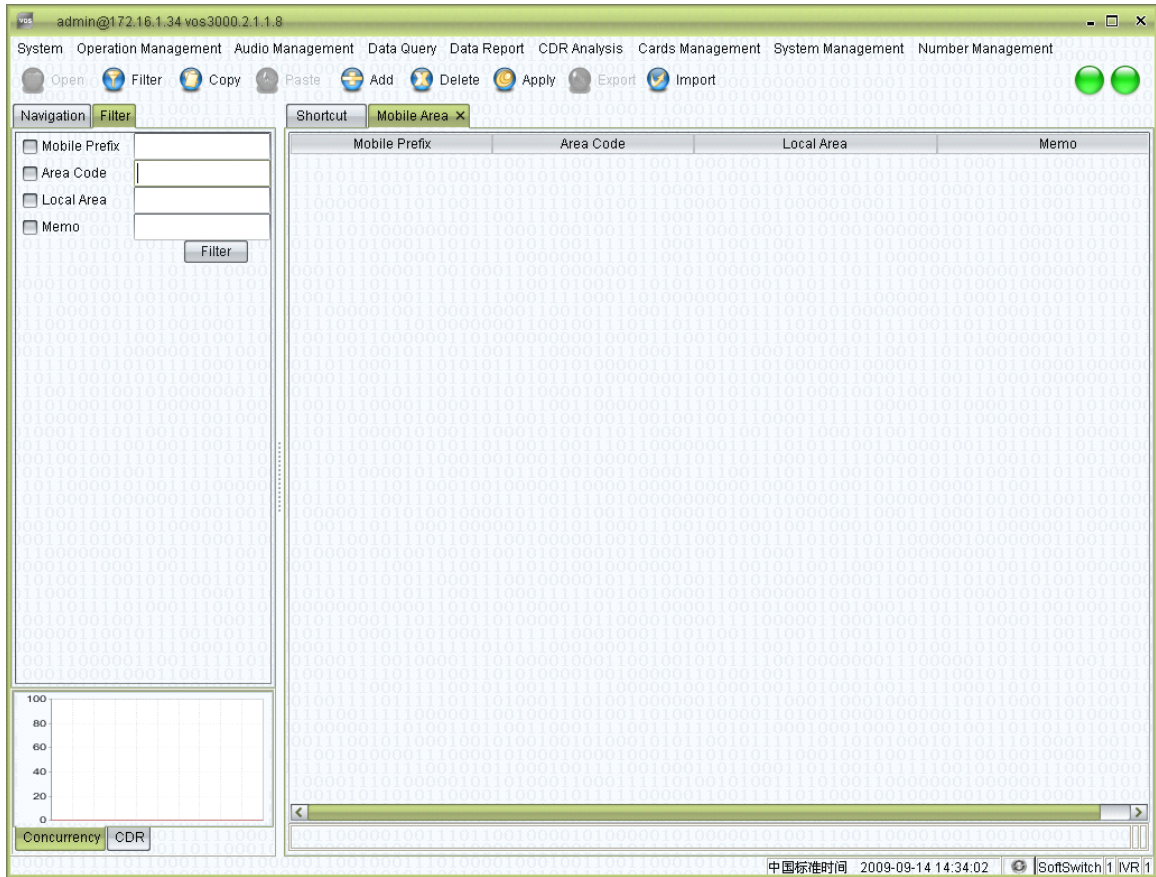 vos admin@172.16.1.34 vos3000.2.1.1.8
System Operation Management Audio Management Data Query Data Report CDR Analysis Cards Management System Management Number Management
Open Filter Copy Paste Add Delete Apply Export Import
Navigation Filter
Shortcut Mobile Area
Mobile Prefix
Area Code
Local Area
Memo
Filter
Mobile Prefix Area Code Local Area Memo
100
80
60
40
20
0
Concurrency CDR
中国标准时间 2009-09-14 14:34:02 SoftSwitch 1 IVR 1